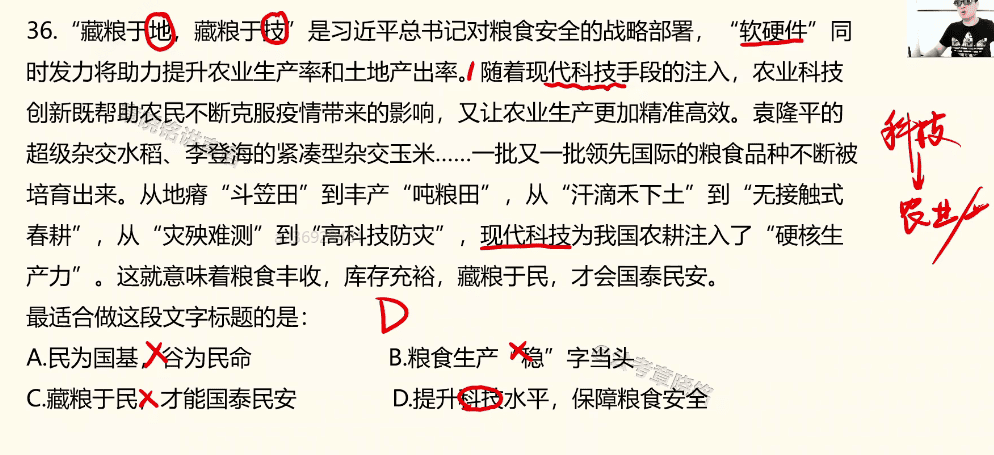 36.“藏粮于地，藏粮于技”是习近平总书记对粮食安全的战略部署，“软硬件”同
时发力将助力提升农业生产率和土地产出率。随着现代科技手段的注入，农业科技
创新既帮助农民不断克服疫情带来的影响，又让农业生产更加精准高效。袁隆平的
超级杂交水稻、李登海的紧凑型杂交玉米……一批又一批领先国际的粮食品种不断被
培育出来。从地瘠“斗笠田”到丰产“吨粮田”，从“汗滴禾下土”到“无接触式
春耕”，从“灾殃难测”到“高科技防灾”，现代科技为我国农耕注入了“硬核生
产力”。这就意味着粮食丰收，库存充裕，藏粮于民，才会国泰民安。
最适合做这段文字标题的是：
D
A.民为国基，谷为民命
B.粮食生产“稳”字当头
C.藏粮于民，才能国泰民安
D.提升科技水平，保障粮食安全
科技
农业